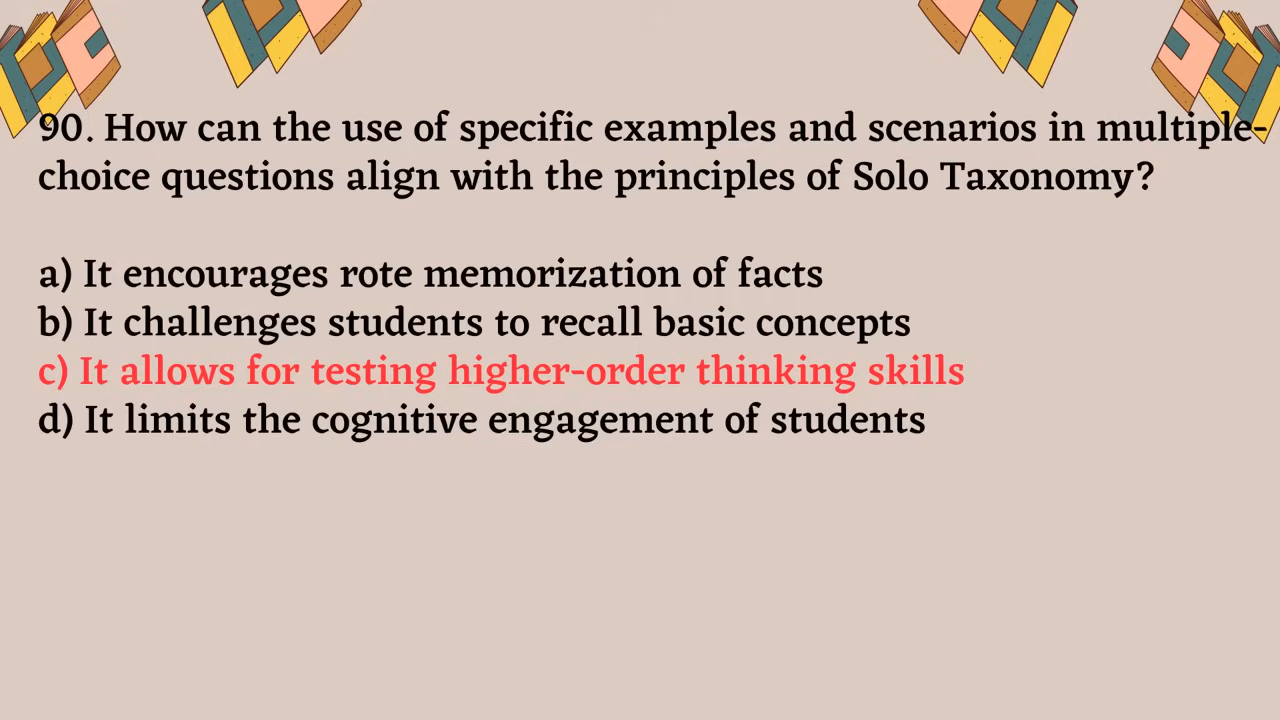 90. How can the use of specific examples and scenarios in multiple-
choice questions align with the principles of Solo Taxonomy?
a) It encourages rote memorization of facts
b) It challenges students to recall basic concepts
c) It allows for testing higher-order thinking skills
d) It limits the cognitive engagement of students